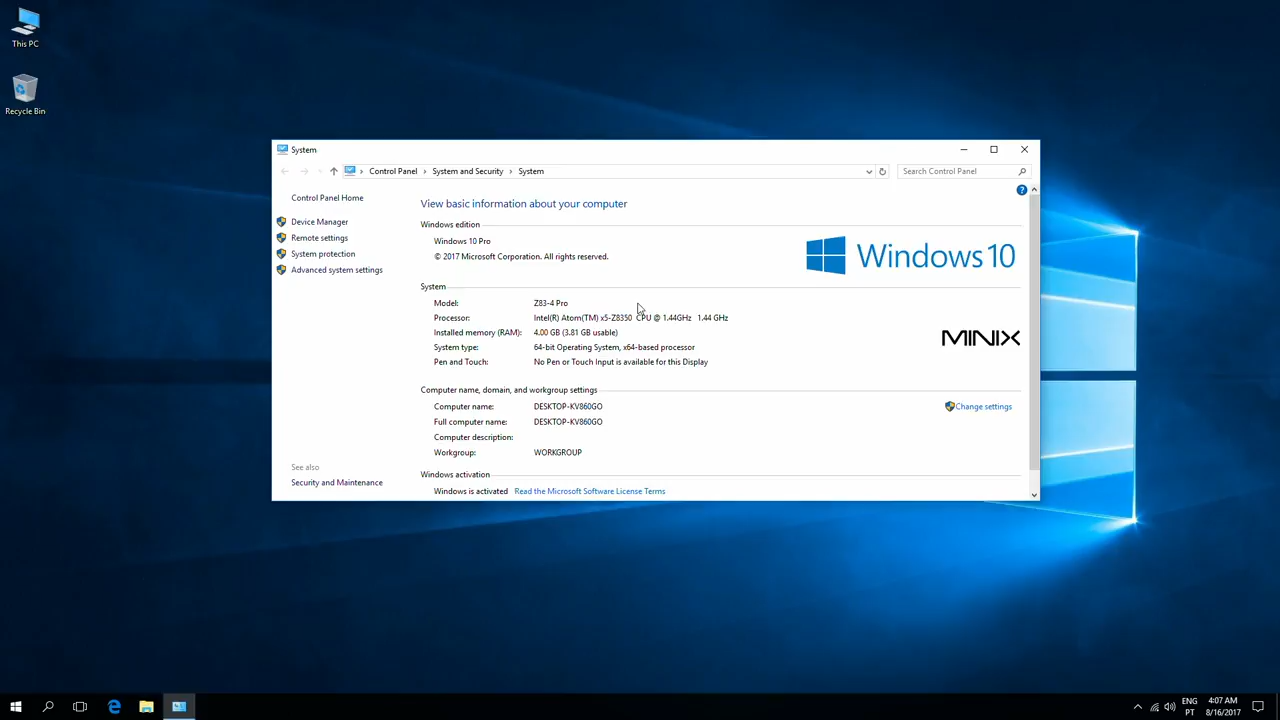 This PC
Recycle Bin
System
Control Panel > System and Security > System
Search Control Panel
Control Panel Home
Device Manager
Remote settings
System protection
Advanced system settings
See also
Security and Maintenance
View basic information about your computer
Windows edition
Windows 10 Pro
© 2017 Microsoft Corporation. All rights reserved.
Windows 10
System
Model: Z83-4 Pro
Processor: Intel(R) Atom(TM) x5-Z8350 CPU @ 1.44GHz 1.44 GHz
Installed memory (RAM): 4.00 GB (3.81 GB usable)
System type: 64-bit Operating System, x64-based processor
Pen and Touch: No Pen or Touch Input is available for this Display
MINIX
Computer name, domain, and workgroup settings
Computer name: DESKTOP-KV860GO
Change settings
Full computer name: DESKTOP-KV860GO
Computer description:
Workgroup: WORKGROUP
Windows activation
Windows is activated Read the Microsoft Software License Terms
ENG
PT
4:07 AM
8/16/2017